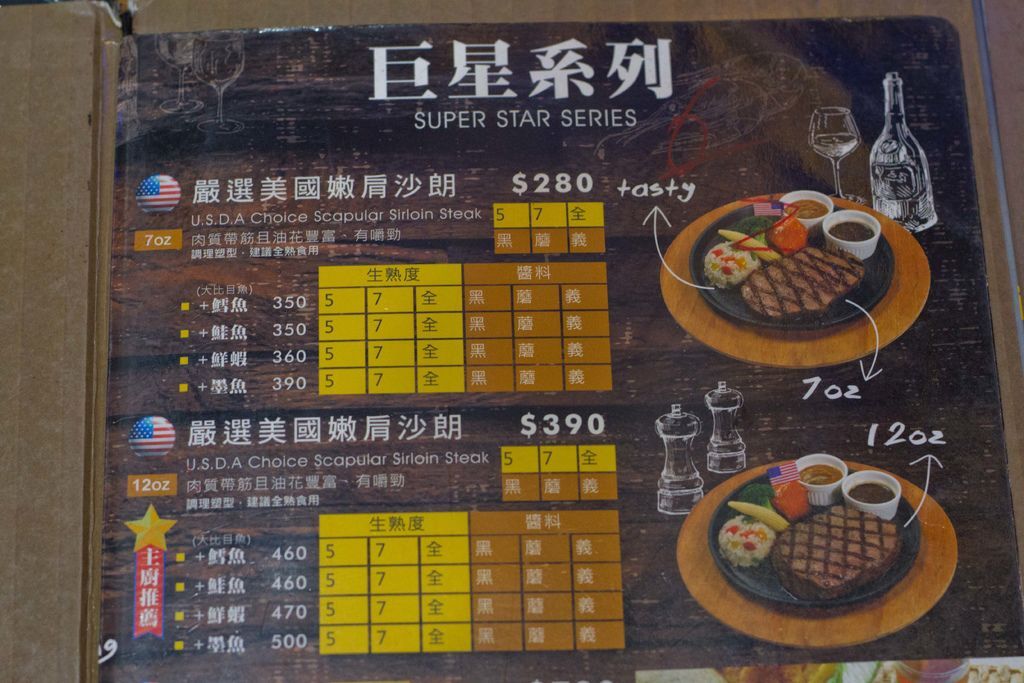 巨星系列
SUPER STAR SERIES
6
嚴選美國嫩肩沙朗 $280
U.S.D.A Choice Scapular Sirloin Steak 5 7 全
7oz 肉質帶筋且油花豐富、有嚼勁 黑 蘑 義
調理塑型，建議全熟食用
生熟度 醬料
(大比目魚)
+鱈魚 350 5 7 全 黑 蘑 義
+鮭魚 350 5 7 全 黑 蘑 義
+鮮蝦 360 5 7 全 黑 蘑 義
+墨魚 390 5 7 全 黑 蘑 義
tasty
7oz
嚴選美國嫩肩沙朗 $390
U.S.D.A Choice Scapular Sirloin Steak 5 7 全
12oz 肉質帶筋且油花豐富、有嚼勁 黑 蘑 義
調理塑型，建議全熟食用
主廚推薦
生熟度 醬料
(大比目魚)
+鱈魚 460 5 7 全 黑 蘑 義
+鮭魚 460 5 7 全 黑 蘑 義
+鮮蝦 470 5 7 全 黑 蘑 義
+墨魚 500 5 7 全 黑 蘑 義
12oz